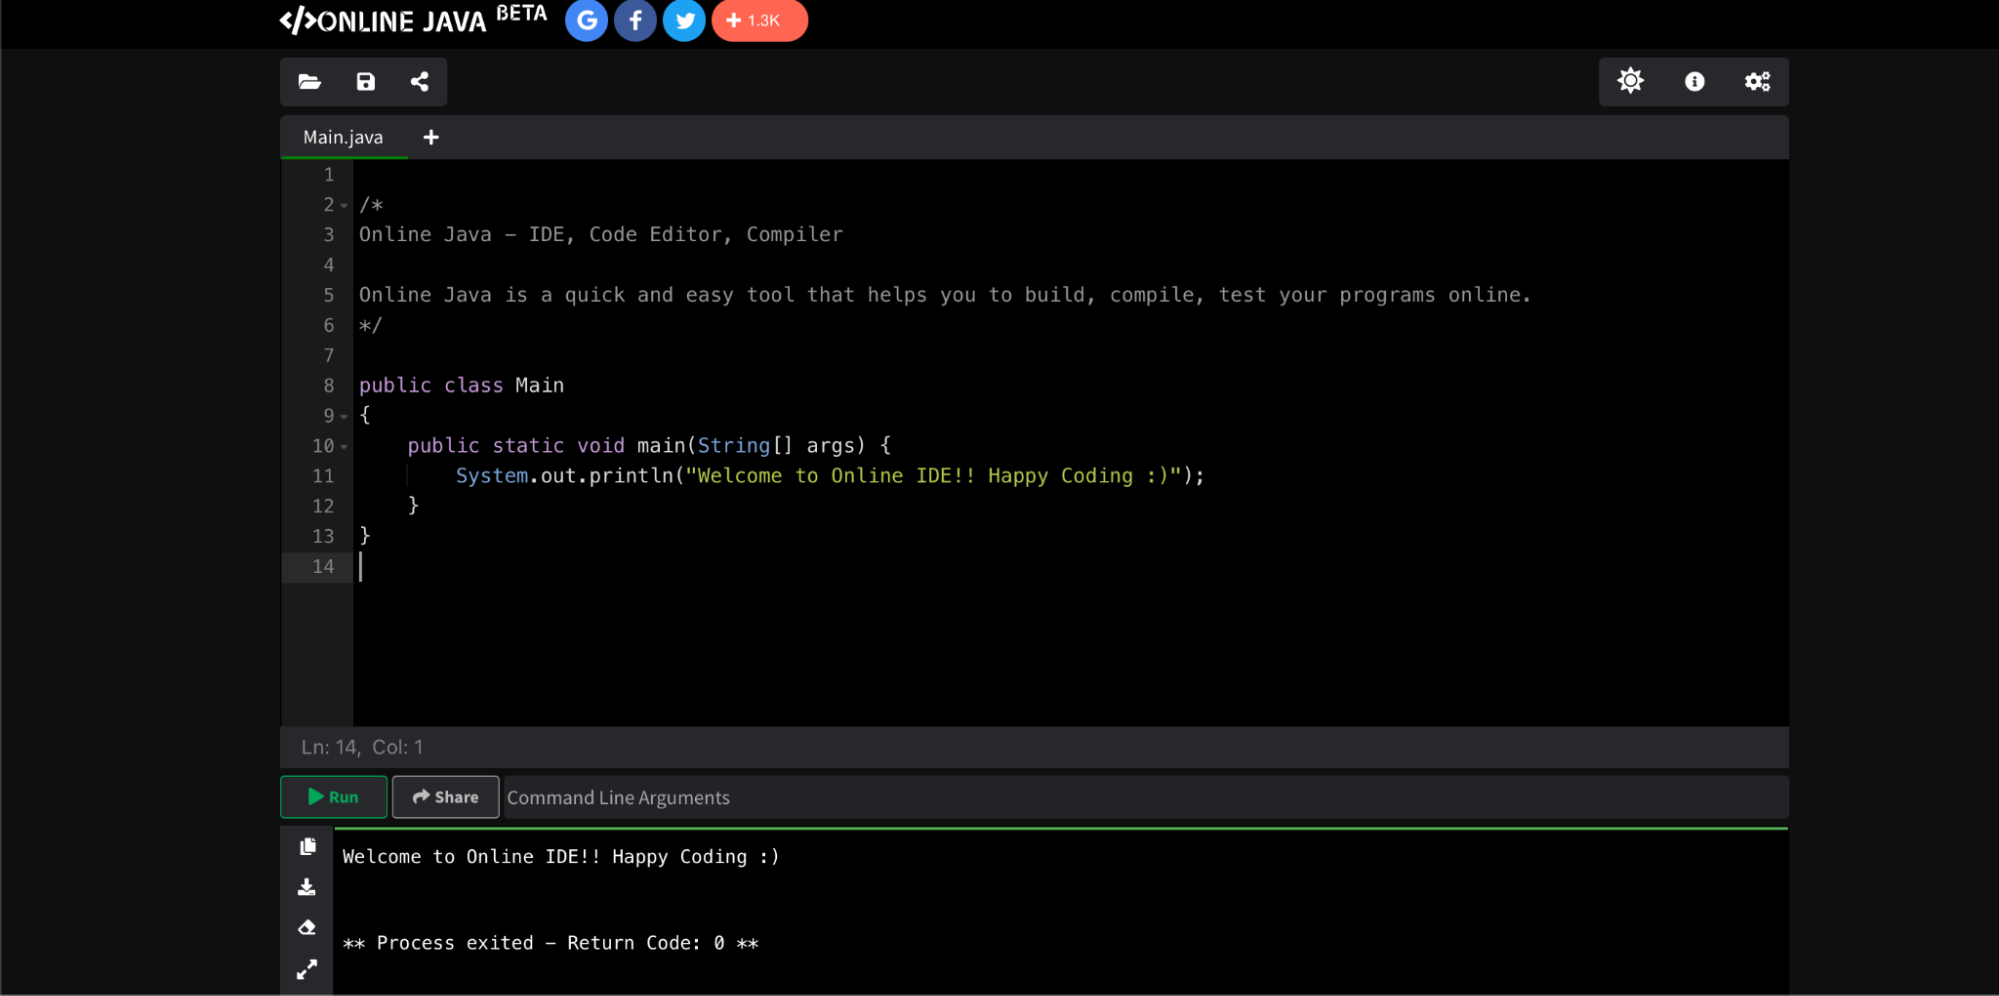 </>ONLINE JAVA BETA
1.3K
Main.java
1
2 /*
3 Online Java - IDE, Code Editor, Compiler
4
5 Online Java is a quick and easy tool that helps you to build, compile, test your programs online.
6 */
7
8 public class Main
9 {
10     public static void main(String[] args) {
11         System.out.println("Welcome to Online IDE!! Happy Coding :)");
12     }
13 }
14
Ln: 14, Col: 1
Run Share Command Line Arguments
Welcome to Online IDE!! Happy Coding :)
** Process exited - Return Code: 0 **